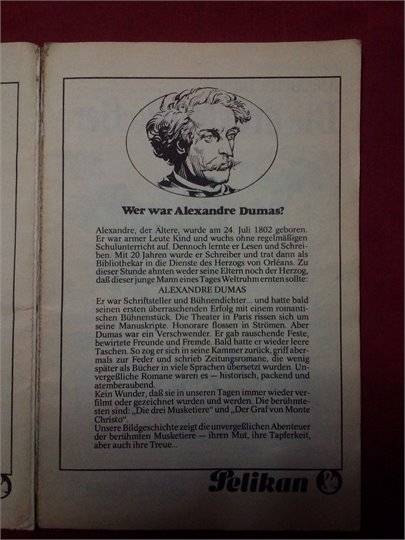 Wer war Alexandre Dumas?
Alexandre, der Ältere, wurde am 24. Juli 1802 geboren.
Er war armer Leute Kind und wuchs ohne regelmäßigen
Schulunterricht auf. Dennoch lernte er Lesen und Schrei-
ben. Mit 20 Jahren wurde er Schreiber und trat dann als
Bibliothekar in die Dienste des Herzogs von Orléans. Zu
dieser Stunde ahnten weder seine Eltern noch der Herzog,
daß dieser junge Mann eines Tages Weltruhm ernten sollte:
ALEXANDRE DUMAS
Er war Schriftsteller und Bühnendichter... und hatte bald
seinen ersten überraschenden Erfolg mit einem romanti-
schen Bühnenstück. Die Theater in Paris rissen sich um
seine Manuskripte. Honorare flossen in Strömen. Aber
Dumas war ein Verschwender. Er gab rauschende Feste,
bewirtete Freunde und Fremde. Bald hatte er wieder leere
Taschen. So zog er sich in seine Kammer zurück, griff aber-
mals zur Feder und schrieb Zeitungsromane, die wenig
später als Bücher in viele Sprachen übersetzt wurden. Un-
vergeßliche Romane waren es – historisch, packend und
atemberaubend.
Kein Wunder, daß sie in unseren Tagen immer wieder ver-
filmt oder gezeichnet wurden und werden. Die berühmte-
sten sind: „Die drei Musketiere" und „Der Graf von Monte
Christo".
Unsere Bildgeschichte zeigt die unvergeßlichen Abenteuer
der berühmten Musketiere – ihren Mut, ihre Tapferkeit,
aber auch ihre Treue...
Pelikan